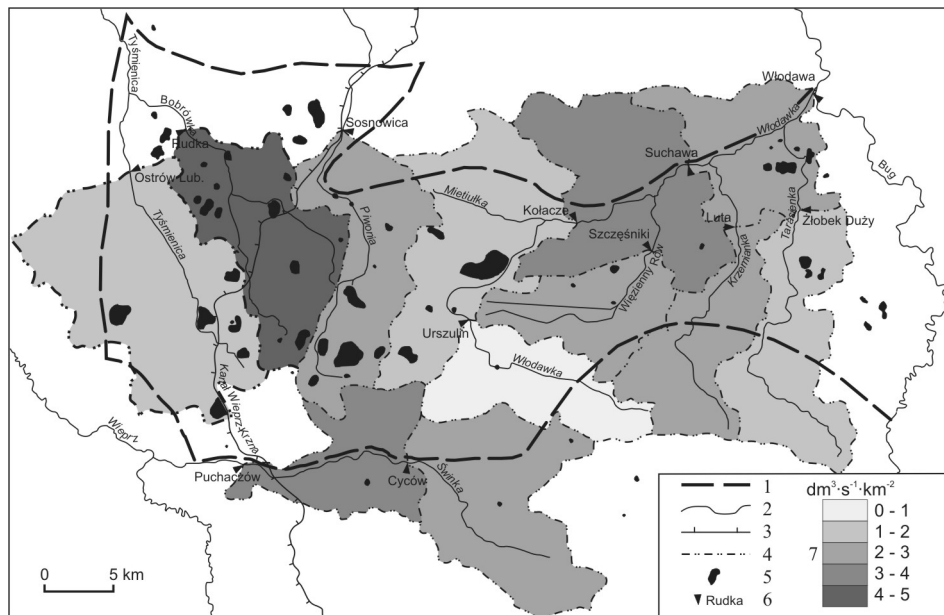 Tyśmienica
Bobrówka
Rudka
Ostrów Lub.
Tyśmienica
Sosnowica
Piwonia
Włodawa
Włodawka
Suchawa
Bug
Mietiułka
Kołacze
Szczęśniki
Luta
Krzemianka
Tarasenka
Żłobek Duży
Więzienny Rów
Urszulin
Włodawka
Kanał Wieprz-Krzna
Wieprz
Puchaczów
Cyców
Świnka
0 5 km
1
2
3
4
5
Rudka 6
7
dm³·s⁻¹·km⁻²
0 - 1
1 - 2
2 - 3
3 - 4
4 - 5